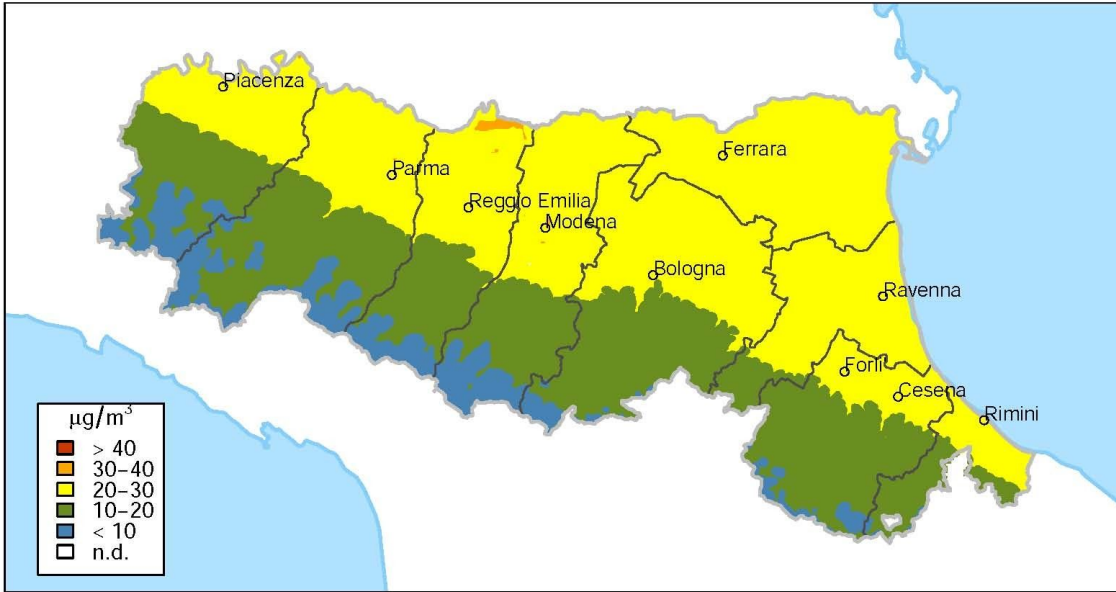 Piacenza
Ferrara
Parma
Reggio Emilia
Modena
Bologna
Ravenna
Forlì
Cesena
Rimini
μg/m³
> 40
30–40
20–30
10–20
< 10
n.d.